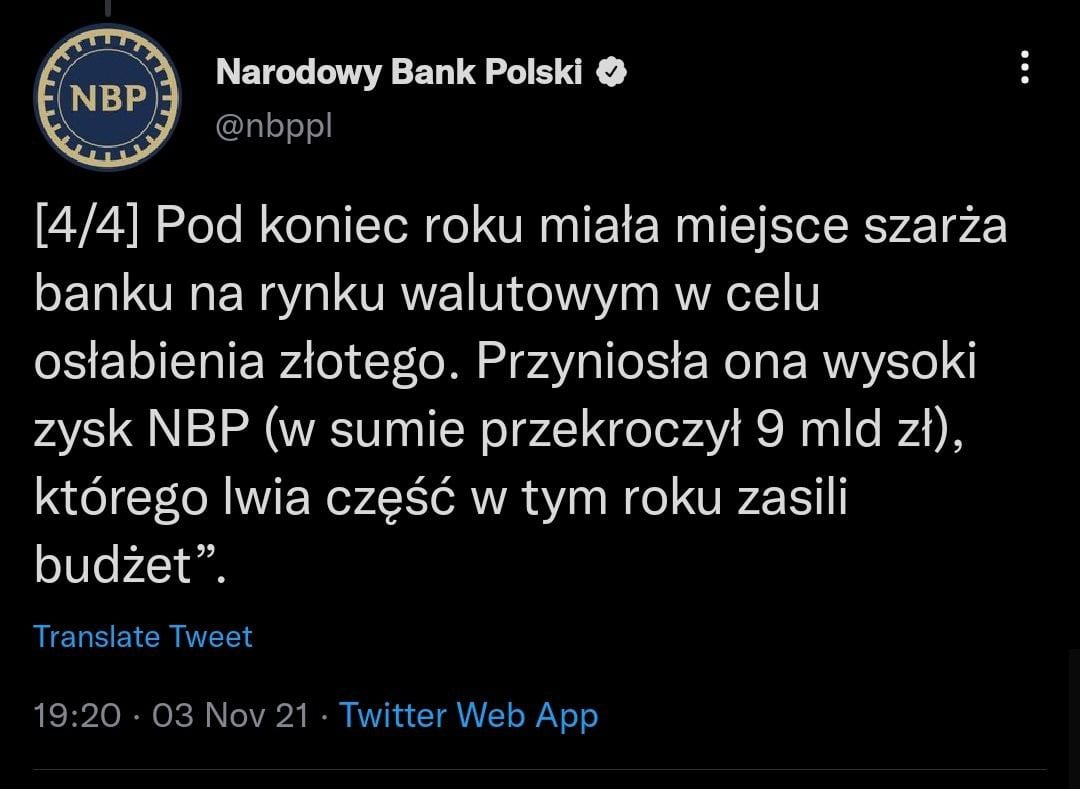 NBP
Narodowy Bank Polski
@nbppl
[4/4] Pod koniec roku miała miejsce szarża
banku na rynku walutowym w celu
osłabienia złotego. Przyniosła ona wysoki
zysk NBP (w sumie przekroczył 9 mld zł),
którego lwia część w tym roku zasili
budżet”.
Translate Tweet
19:20 · 03 Nov 21 · Twitter Web App